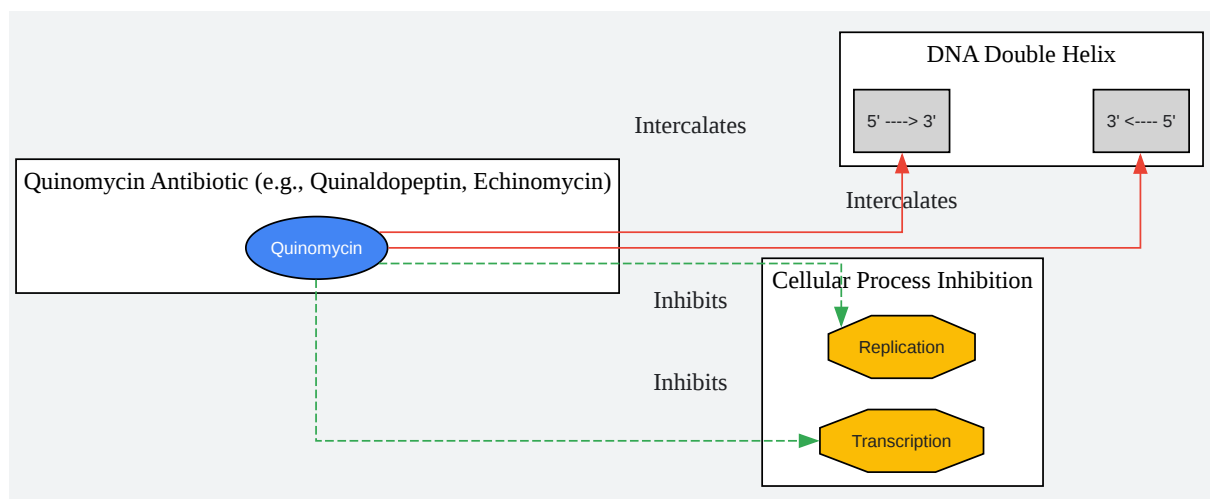 DNA Double Helix
5' ----> 3'
3' <---- 5'
Intercalates
Quinomycin Antibiotic (e.g., Quinaldopeptin, Echinomycin)
Intercalates
Quinomycin
Cellular Process Inhibition
Inhibits
Replication
Inhibits
Transcription